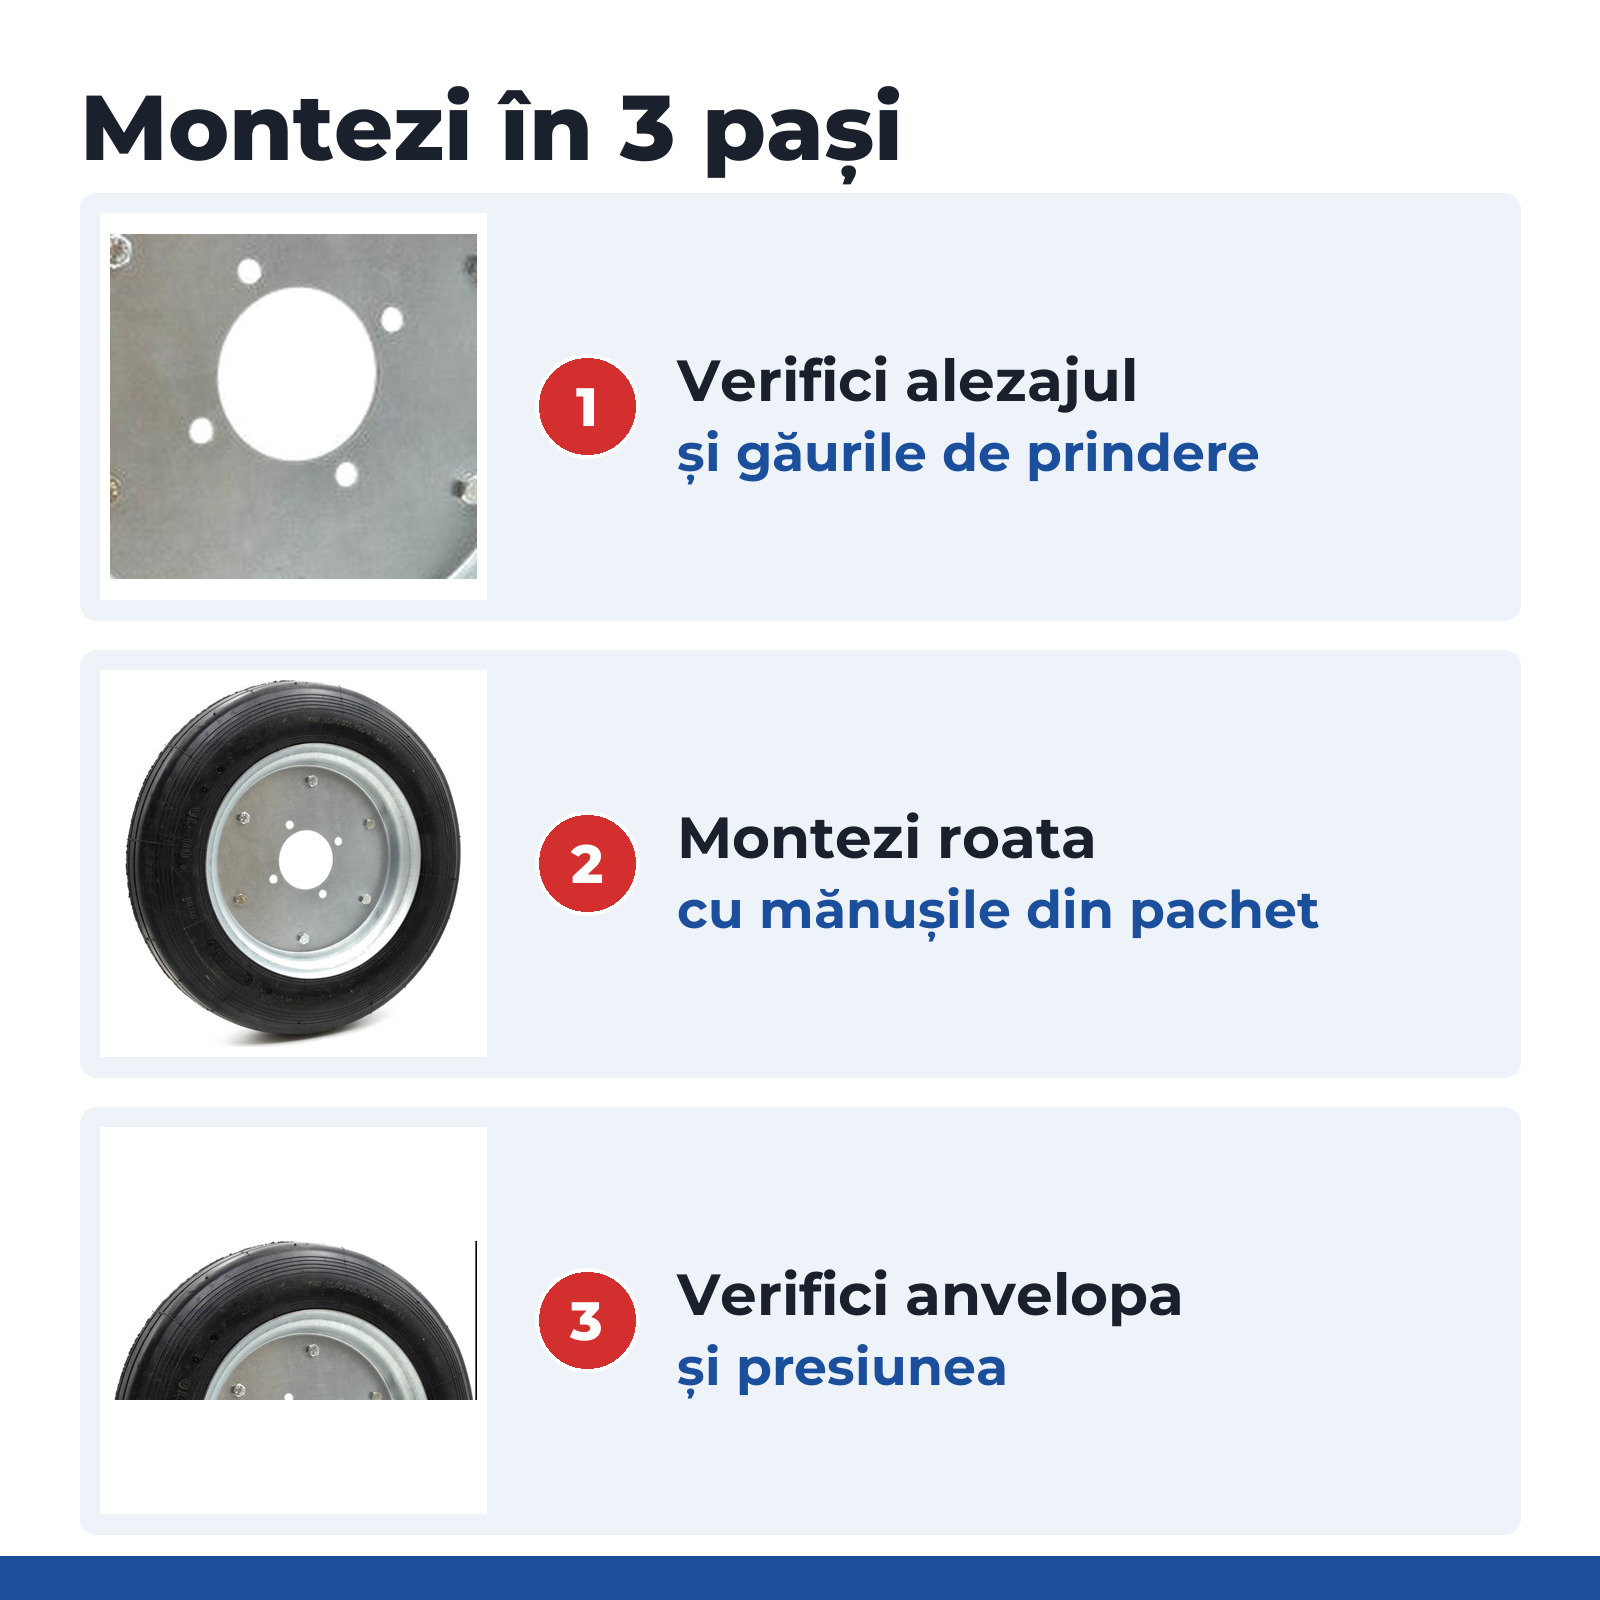 Montezi în 3 pași
1
Verifici alezajul
și găurile de prindere
2
Montezi roata
cu mănușile din pachet
3
Verifici anvelopa
și presiunea